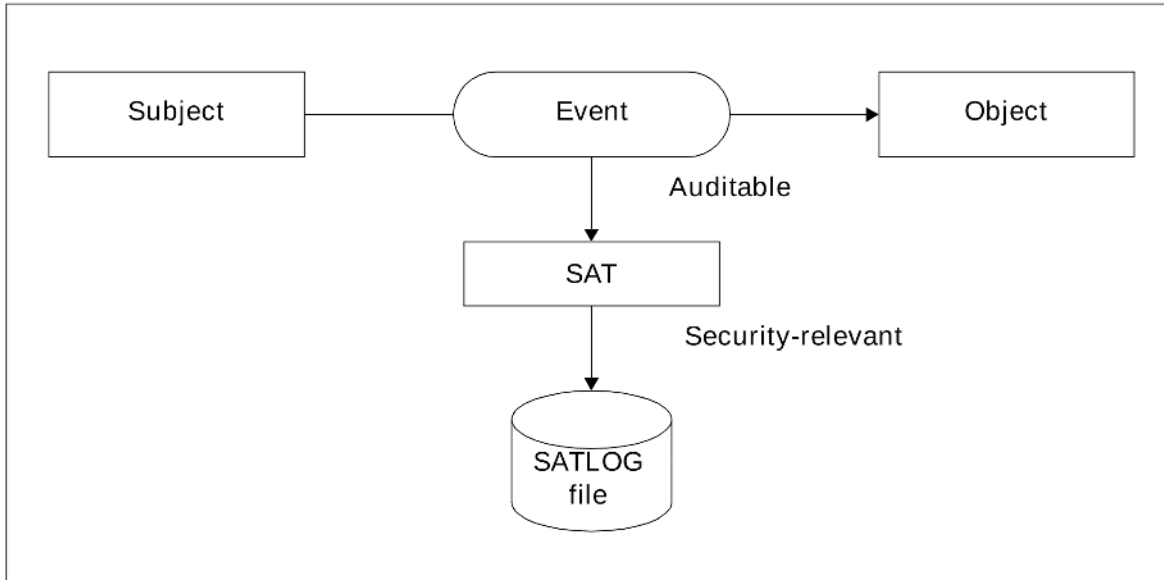 Subject
Event
Object
Auditable
SAT
Security-relevant
SATLOG
file